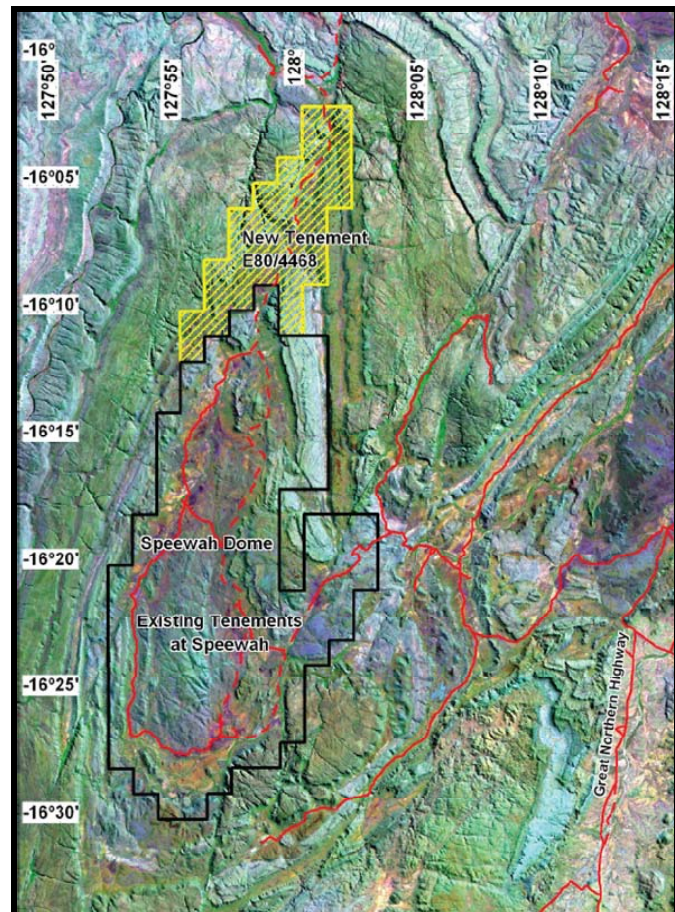 -16°
127°50'
127°55'
128°
128°05'
128°10'
128°15'
-16°05'
New Tenement
E80/4468
-16°10'
-16°15'
Speewah Dome
-16°20'
Existing Tenements
at Speewah
-16°25'
Great Northern Highway
-16°30'